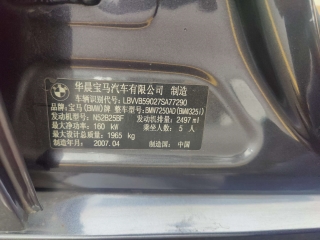 华晨宝马汽车有限公司 制造
车辆识别代号: LBVVB59027SA77290
品牌:宝马(BMW)牌 整车型号:BMW7250AD(BMW325i)
发动机型号: N52B25BF 发动机排量: 2497 ml
最大净功率: 160 kW 乘坐人数: 5 人
最大设计总质量: 1965 kg
制造年月: 2007.04 制造国: 中国